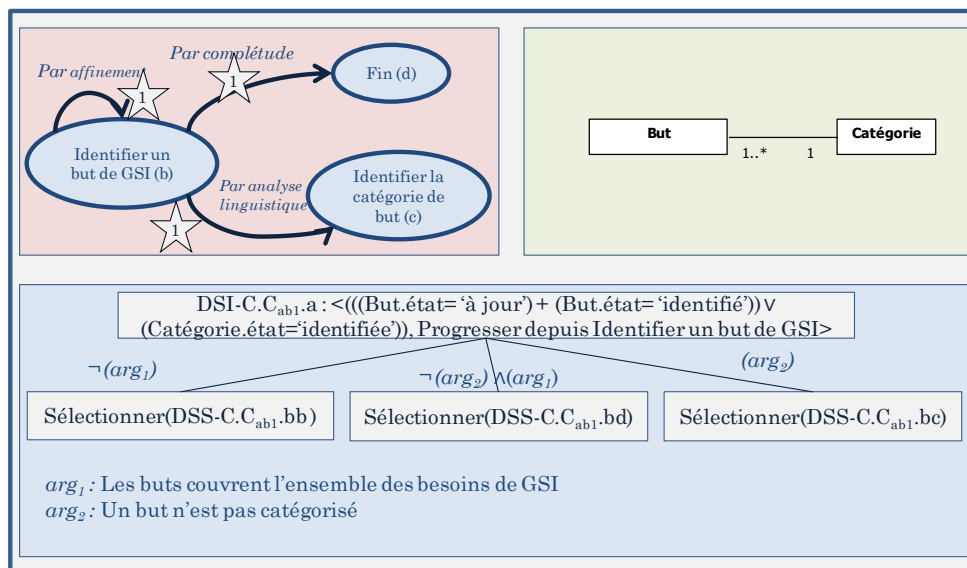 Par complétude
Par affinement
1
1
Fin (d)
Identifier un
but de GSI (b)
Par analyse
linguistique
Identifier la
catégorie de
but (c)
1
But
Catégorie
1..*
1
DSI-C.Cab1.a : <(((But.état= ‘à jour’) + (But.état= ‘identifié’)) ∨
(Catégorie.état=‘identifiée’)), Progresser depuis Identifier un but de GSI>
¬(arg1)
¬(arg2) ∧(arg1)
(arg2)
Sélectionner(DSS-C.Cab1.bb)
Sélectionner(DSS-C.Cab1.bd)
Sélectionner(DSS-C.Cab1.bc)
arg1 : Les buts couvrent l’ensemble des besoins de GSI
arg2 : Un but n’est pas catégorisé